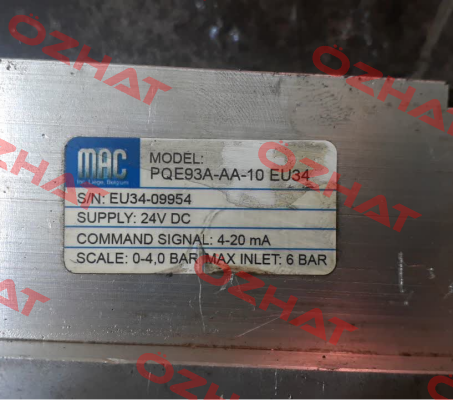 MAC
Inc. Liege, Belgium
MODEL:
PQE93A-AA-10 EU34
S/N: EU34-09954
SUPPLY: 24V DC
COMMAND SIGNAL: 4-20 mA
SCALE: 0-4,0 BAR MAX INLET: 6 BAR
OZHAT
OZHAT
OZHAT
OZHAT
OZHAT
OZHAT